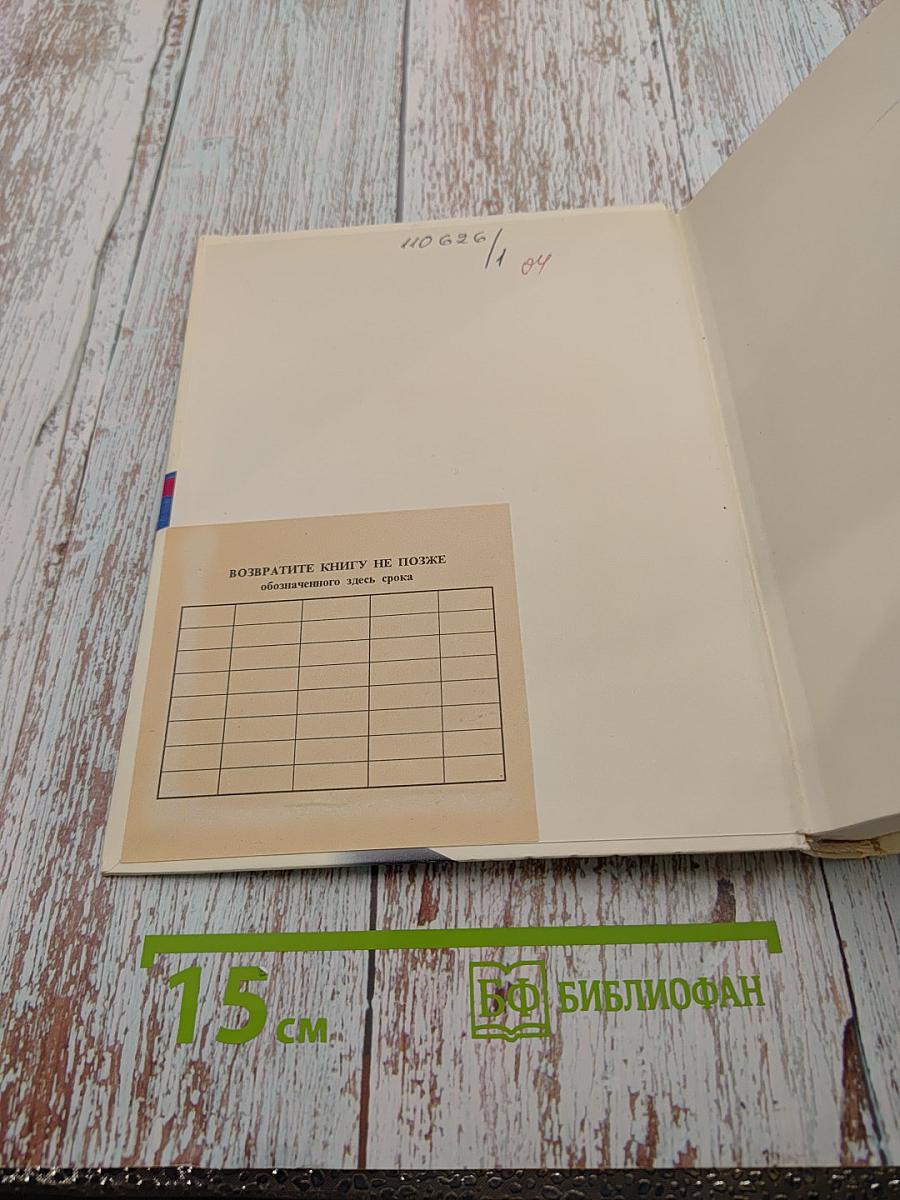 110626/1 04
ВОЗВРАТИТЕ КНИГУ НЕ ПОЗЖЕ
обозначенного здесь срока
15 см
БФ БИБЛИОФАН